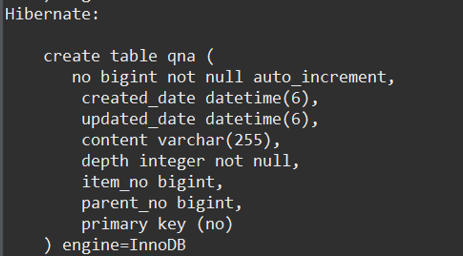 Hibernate:
create table qna (
no bigint not null auto_increment,
created_date datetime(6),
updated_date datetime(6),
content varchar(255),
depth integer not null,
item_no bigint,
parent_no bigint,
primary key (no)
) engine=InnoDB